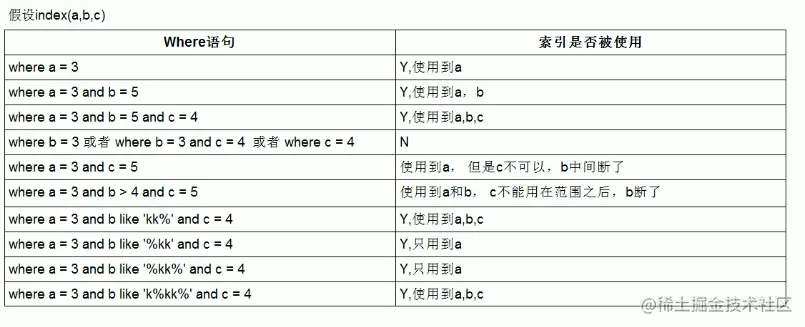 假设index(a,b,c)
Where语句 索引是否被使用
where a = 3 Y,使用到a
where a = 3 and b = 5 Y,使用到a，b
where a = 3 and b = 5 and c = 4 Y,使用到a,b,c
where b = 3 或者 where b = 3 and c = 4 或者 where c = 4 N
where a = 3 and c = 5 使用到a， 但是c不可以，b中间断了
where a = 3 and b > 4 and c = 5 使用到a和b， c不能用在范围之后，b断了
where a = 3 and b like 'kk%' and c = 4 Y,使用到a,b,c
where a = 3 and b like '%kk' and c = 4 Y,只用到a
where a = 3 and b like '%kk%' and c = 4 Y,只用到a
where a = 3 and b like 'k%kk%' and c = 4 Y,使用到a,b,c
@稀土掘金技术社区